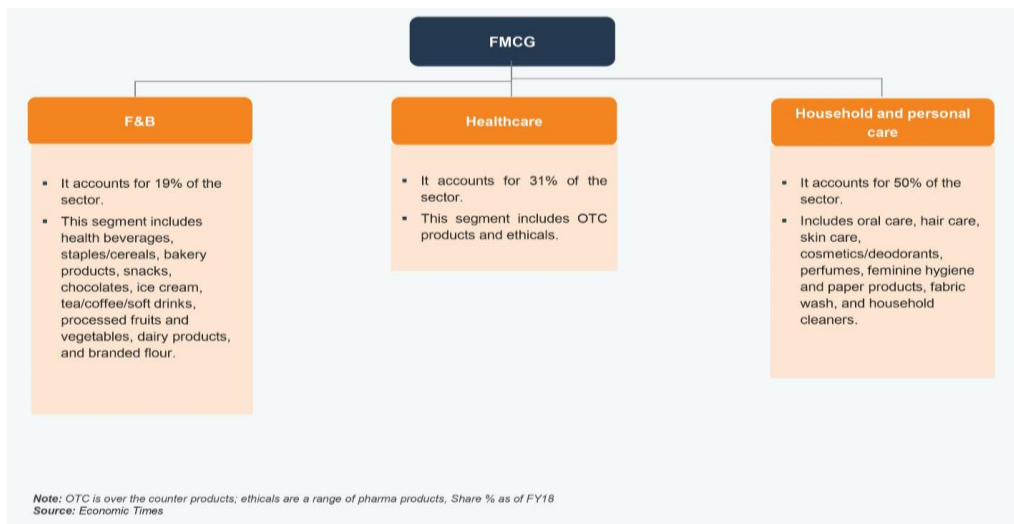 FMCG
F&B
▪ It accounts for 19% of the
sector.
▪ This segment includes
health beverages,
staples/cereals, bakery
products, snacks,
chocolates, ice cream,
tea/coffee/soft drinks,
processed fruits and
vegetables, dairy products,
and branded flour.
Healthcare
▪ It accounts for 31% of the
sector.
▪ This segment includes OTC
products and ethicals.
Household and personal
care
▪ It accounts for 50% of the
sector.
▪ Includes oral care, hair care,
skin care,
cosmetics/deodorants,
perfumes, feminine hygiene
and paper products, fabric
wash, and household
cleaners.
Note: OTC is over the counter products; ethicals are a range of pharma products, Share % as of FY18
Source: Economic Times